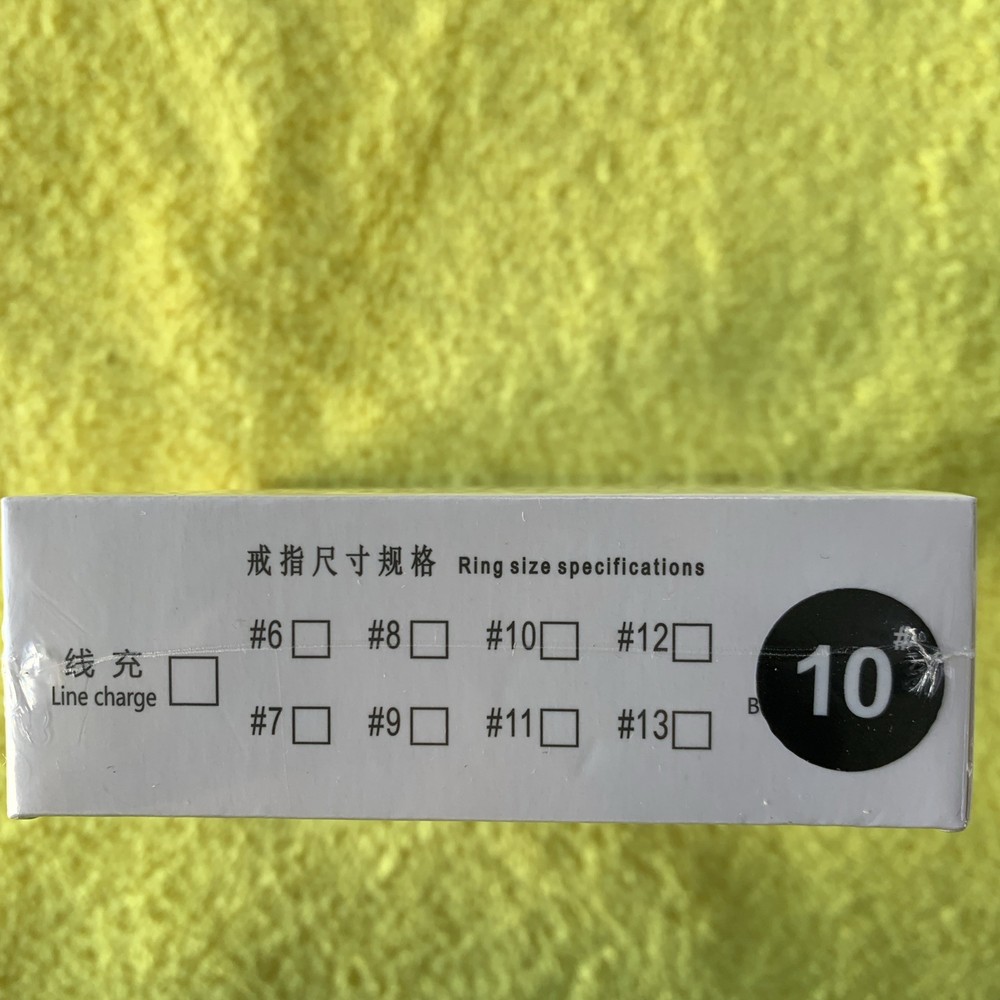 戒指尺寸规格 Ring size specifications
#6 #8 #10 #12
线充
Line charge
#7 #9 #11 #13
B
10#